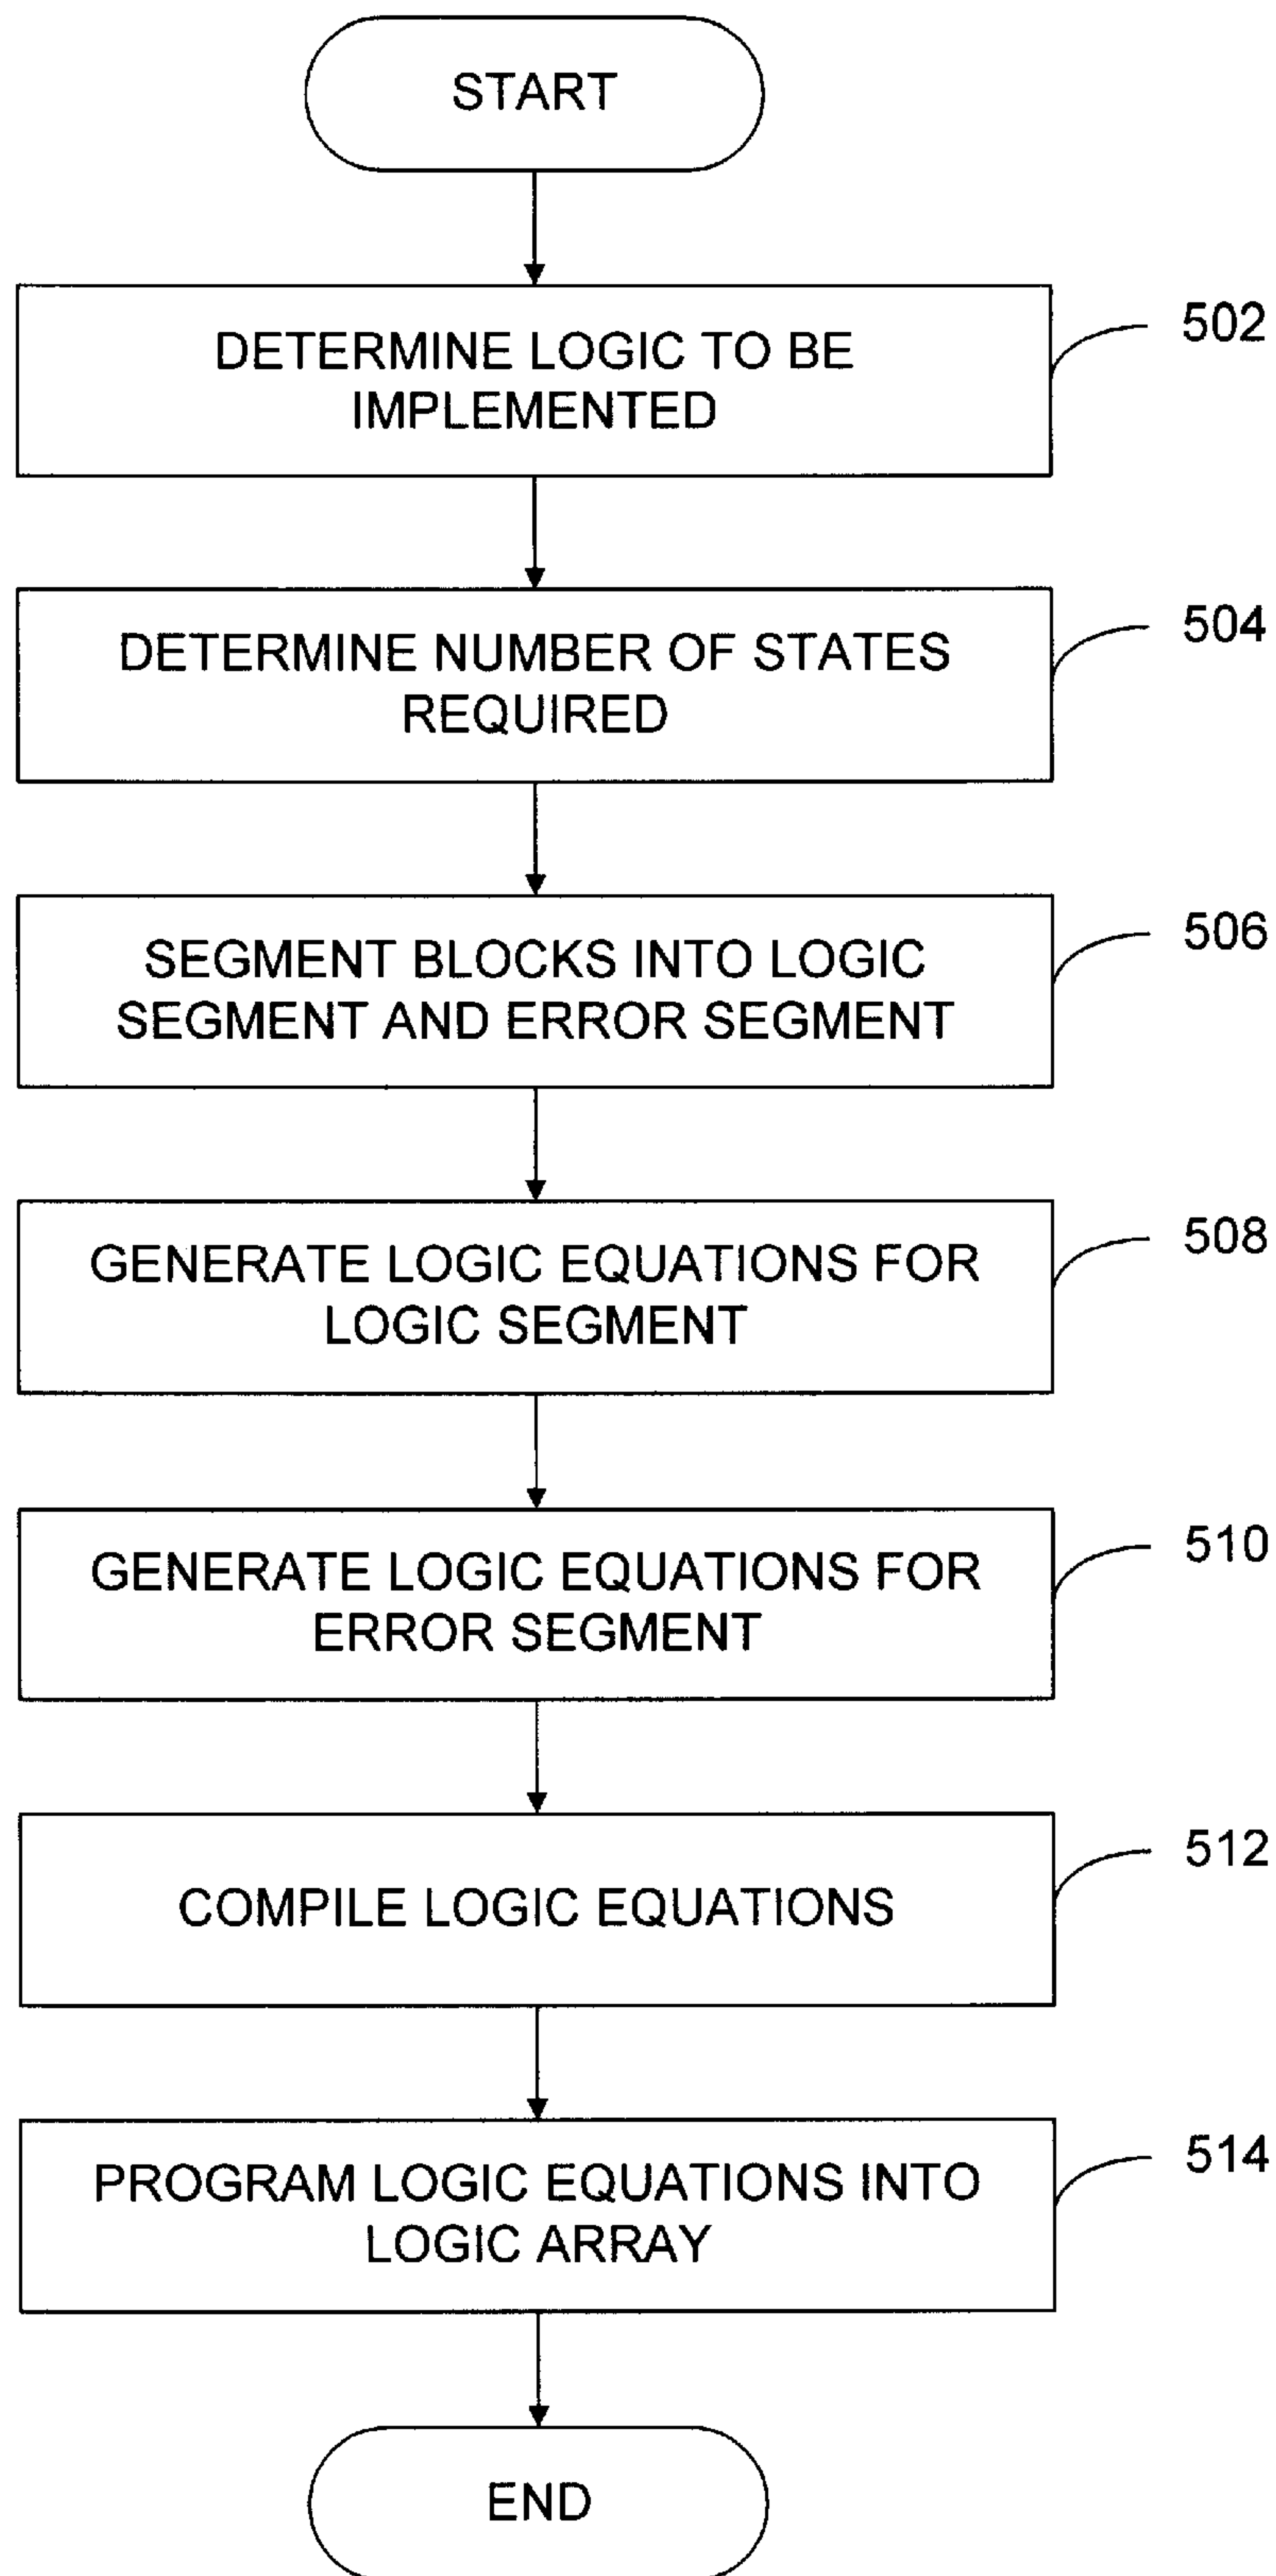 START
DETERMINE LOGIC TO BE
IMPLEMENTED
502
DETERMINE NUMBER OF STATES
REQUIRED
504
SEGMENT BLOCKS INTO LOGIC
SEGMENT AND ERROR SEGMENT
506
GENERATE LOGIC EQUATIONS FOR
LOGIC SEGMENT
508
GENERATE LOGIC EQUATIONS FOR
ERROR SEGMENT
510
COMPILE LOGIC EQUATIONS
512
PROGRAM LOGIC EQUATIONS INTO
LOGIC ARRAY
514
END